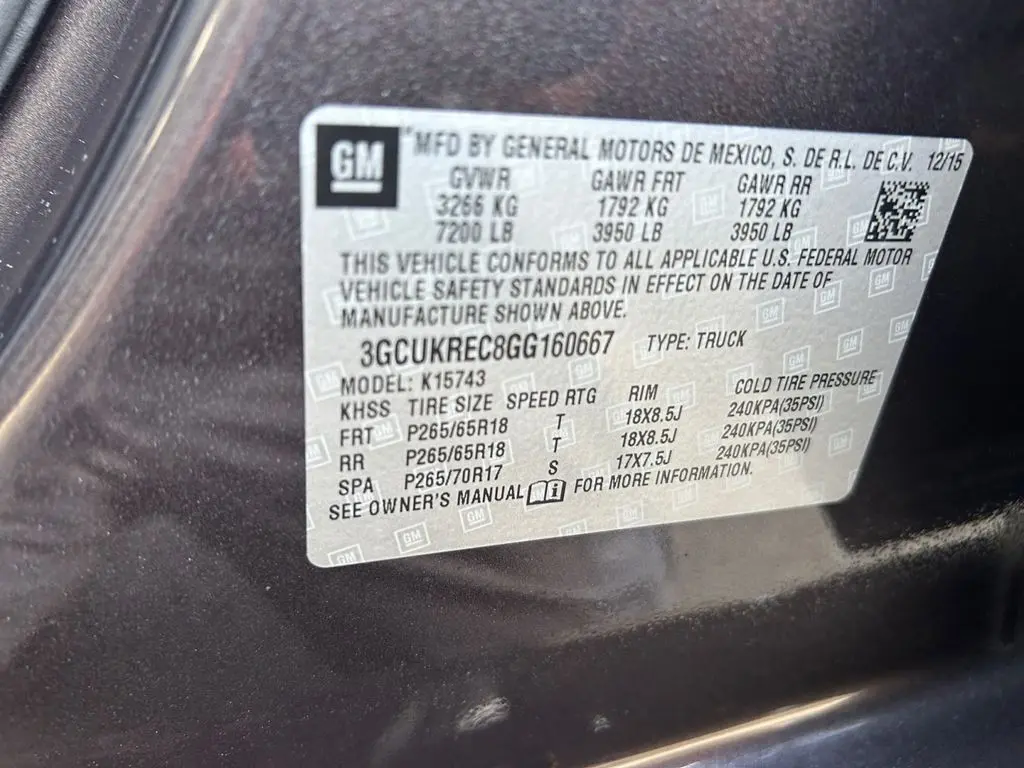 GM
MFD BY GENERAL MOTORS DE MEXICO, S. DE R.L. DE C.V. 12/15
GVWR GAWR FRT GAWR RR
3266 KG 1792 KG 1792 KG
7200 LB 3950 LB 3950 LB
THIS VEHICLE CONFORMS TO ALL APPLICABLE U.S. FEDERAL MOTOR
VEHICLE SAFETY STANDARDS IN EFFECT ON THE DATE OF
MANUFACTURE SHOWN ABOVE.
3GCUKREC8GG160667 TYPE: TRUCK
MODEL: K15743
KHSS TIRE SIZE SPEED RTG RIM COLD TIRE PRESSURE
FRT P265/65R18 T 18X8.5J 240KPA(35PSI)
RR P265/65R18 T 18X8.5J 240KPA(35PSI)
SPA P265/70R17 S 17X7.5J 240KPA(35PSI)
SEE OWNER'S MANUAL i FOR MORE INFORMATION.